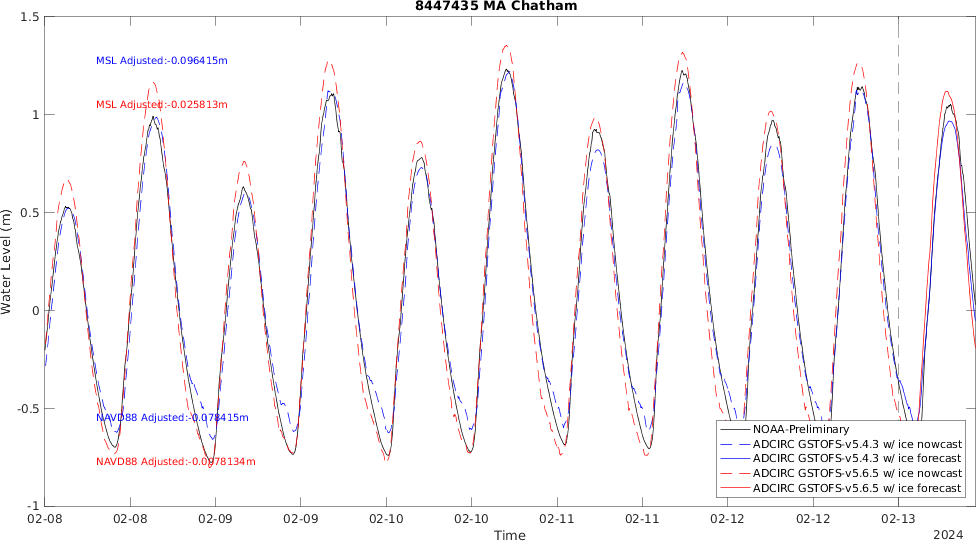 8447435 MA Chatham
1.5
MSL Adjusted:-0.096415m
MSL Adjusted:-0.025813m
1
0.5
Water Level (m)
0
-0.5
NAVD88 Adjusted:-0.078415m
NAVD88 Adjusted:-0.0078134m
NOAA-Preliminary
ADCIRC GSTOFS-v5.4.3 w/ ice nowcast
ADCIRC GSTOFS-v5.4.3 w/ ice forecast
ADCIRC GSTOFS-v5.6.5 w/ ice nowcast
ADCIRC GSTOFS-v5.6.5 w/ ice forecast
-1
02-08 02-08 02-09 02-09 02-10 02-10 02-11 02-11 02-12 02-12 02-13
Time
2024